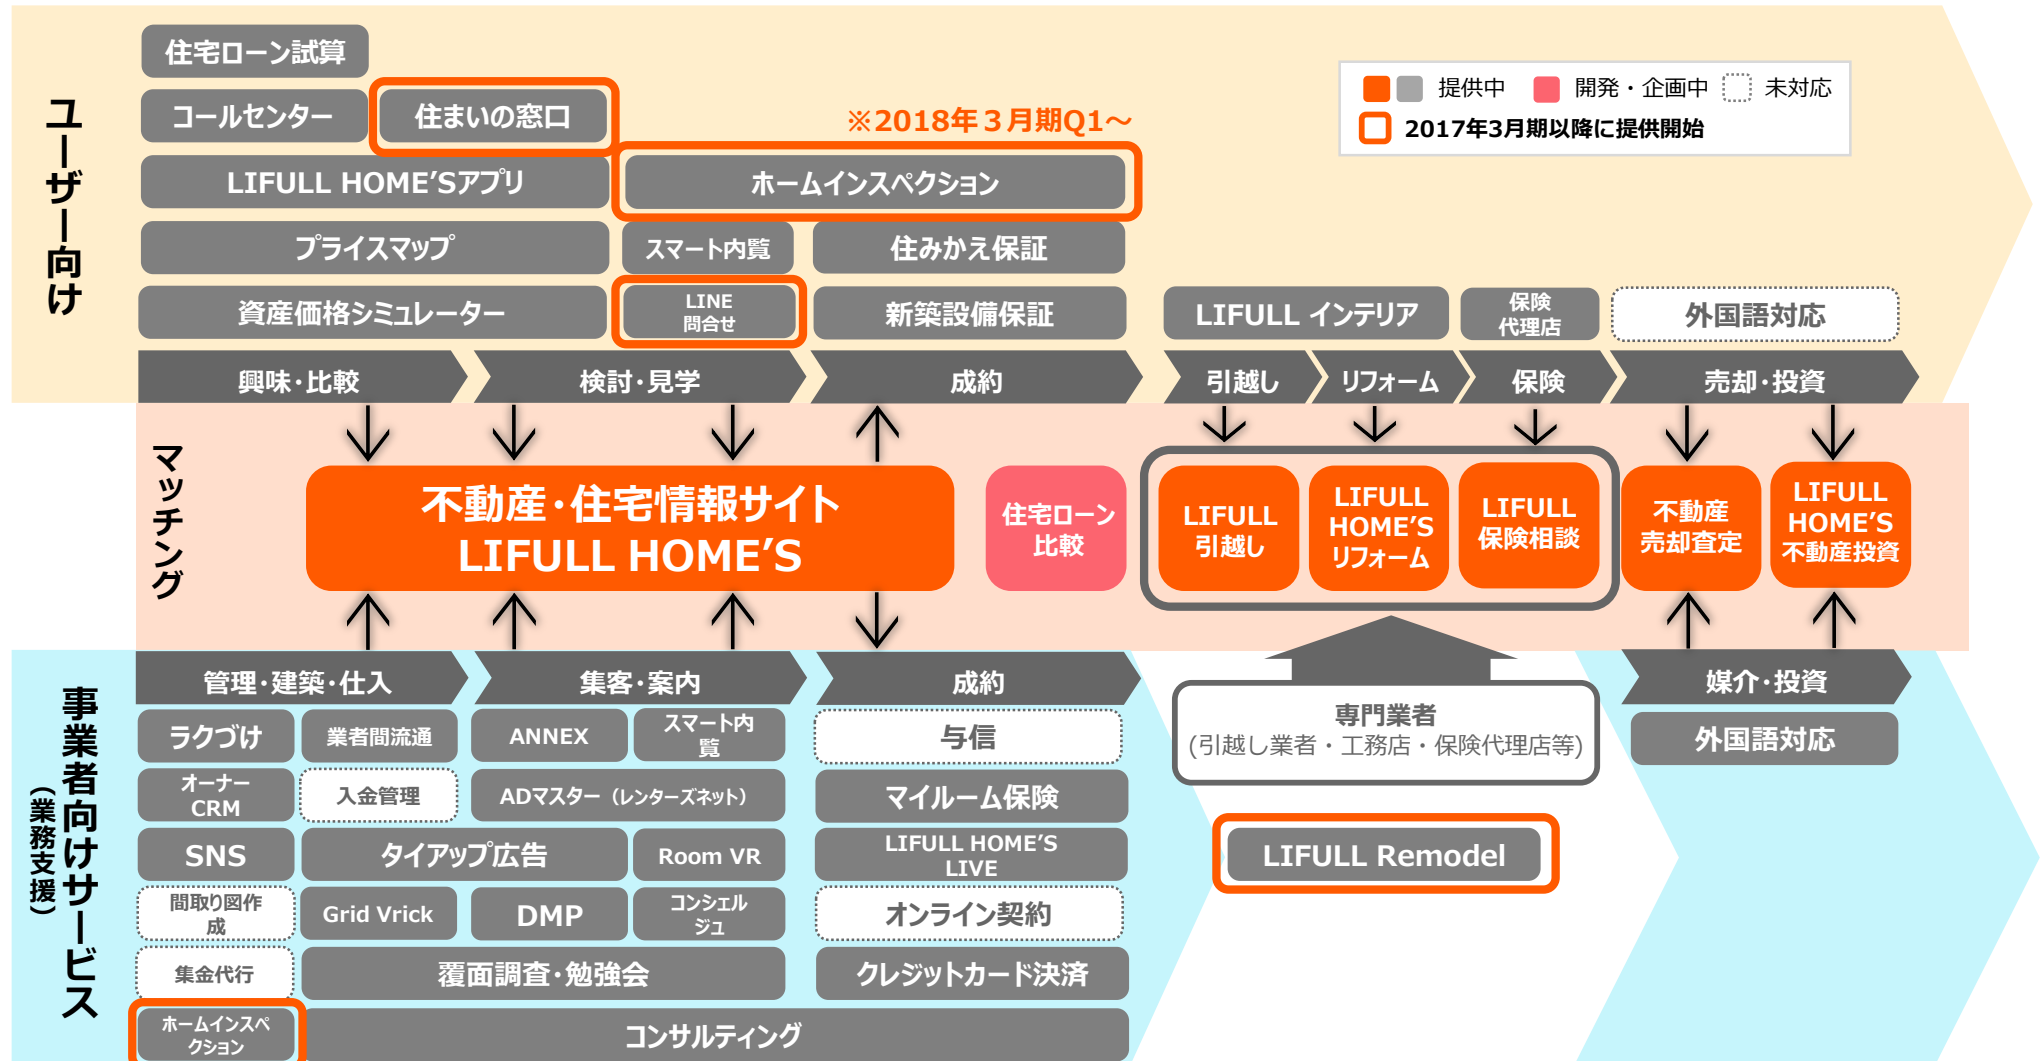 ユーザー向け
住宅ローン試算
コールセンター
住まいの窓口
※2018年３月期Q1～
提供中
開発・企画中
未対応
2017年3月期以降に提供開始
LIFULL HOME'Sアプリ
ホームインスペクション
プライスマップ
スマート内覧
住みかえ保証
資産価格シミュレーター
LINE
問合せ
新築設備保証
LIFULL インテリア
保険
代理店
外国語対応
興味・比較
検討・見学
成約
引越し
リフォーム
保険
売却・投資
マッチング
不動産・住宅情報サイト
LIFULL HOME'S
住宅ローン
比較
LIFULL
引越し
LIFULL
HOME'S
リフォーム
LIFULL
保険相談
不動産
売却査定
LIFULL
HOME'S
不動産投資
事業者向けサービス
（業務支援）
管理・建築・仕入
集客・案内
成約
媒介・投資
専門業者
(引越し業者・工務店・保険代理店等)
ラクづけ
業者間流通
ANNEX
スマート内
覧
与信
外国語対応
オーナー
CRM
入金管理
ADマスター（レンターズネット）
マイルーム保険
SNS
タイアップ広告
Room VR
LIFULL HOME'S
LIVE
LIFULL Remodel
間取り図作
成
Grid Vrick
DMP
コンシェル
ジュ
オンライン契約
集金代行
覆面調査・勉強会
クレジットカード決済
ホームインスペ
クション
コンサルティング